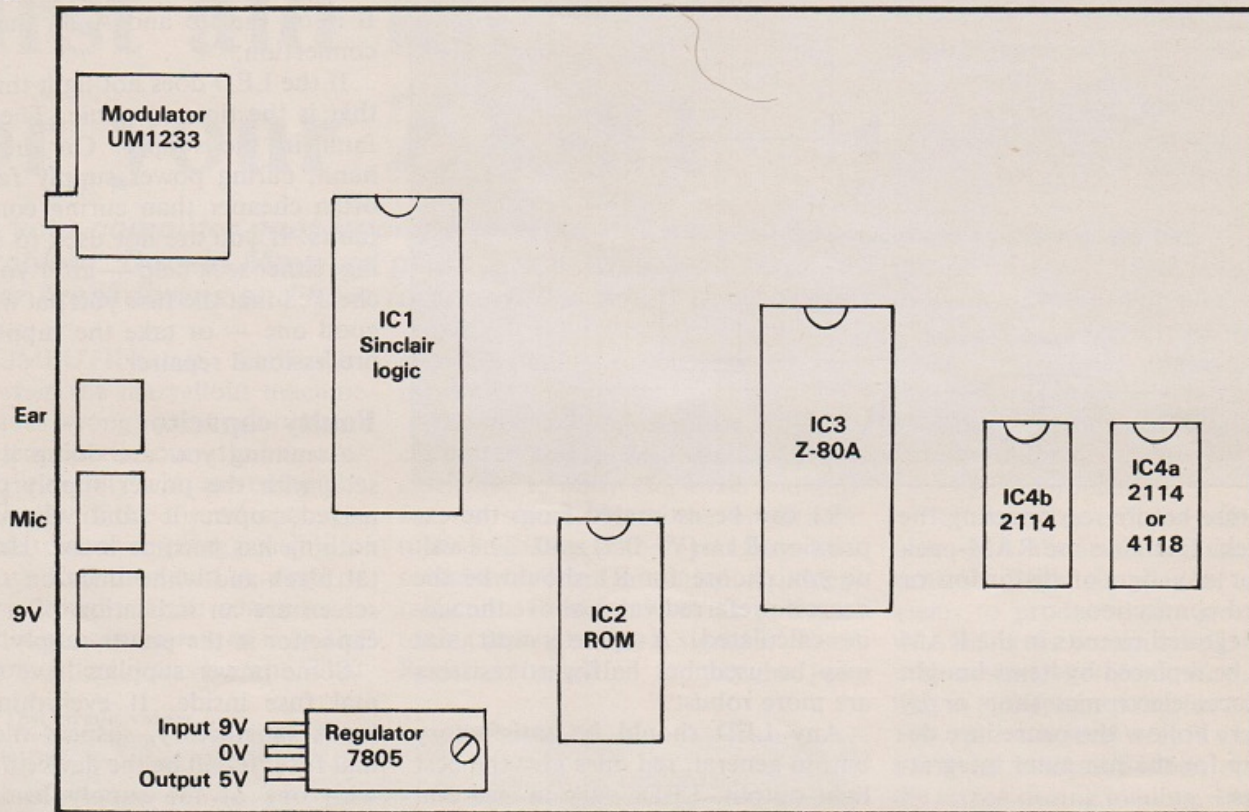 Modulator
UM1233
IC1
Sinclair
logic
Ear
Mic
9V
IC3
Z-80A
IC4b
2114
IC4a
2114
or
4118
IC2
ROM
Input 9V
0V
Output 5V
Regulator
7805